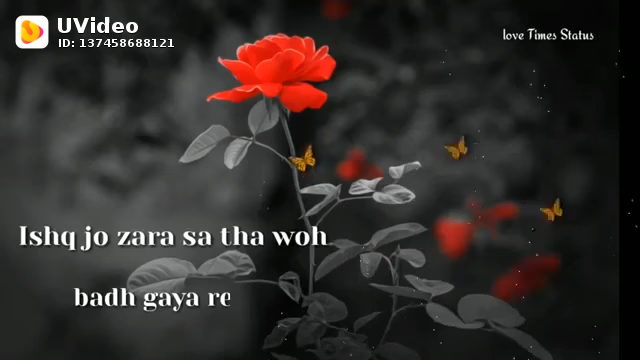 UVideo
ID: 137458688121
love Times Status
Ishq jo zara sa tha woh
badh gaya re